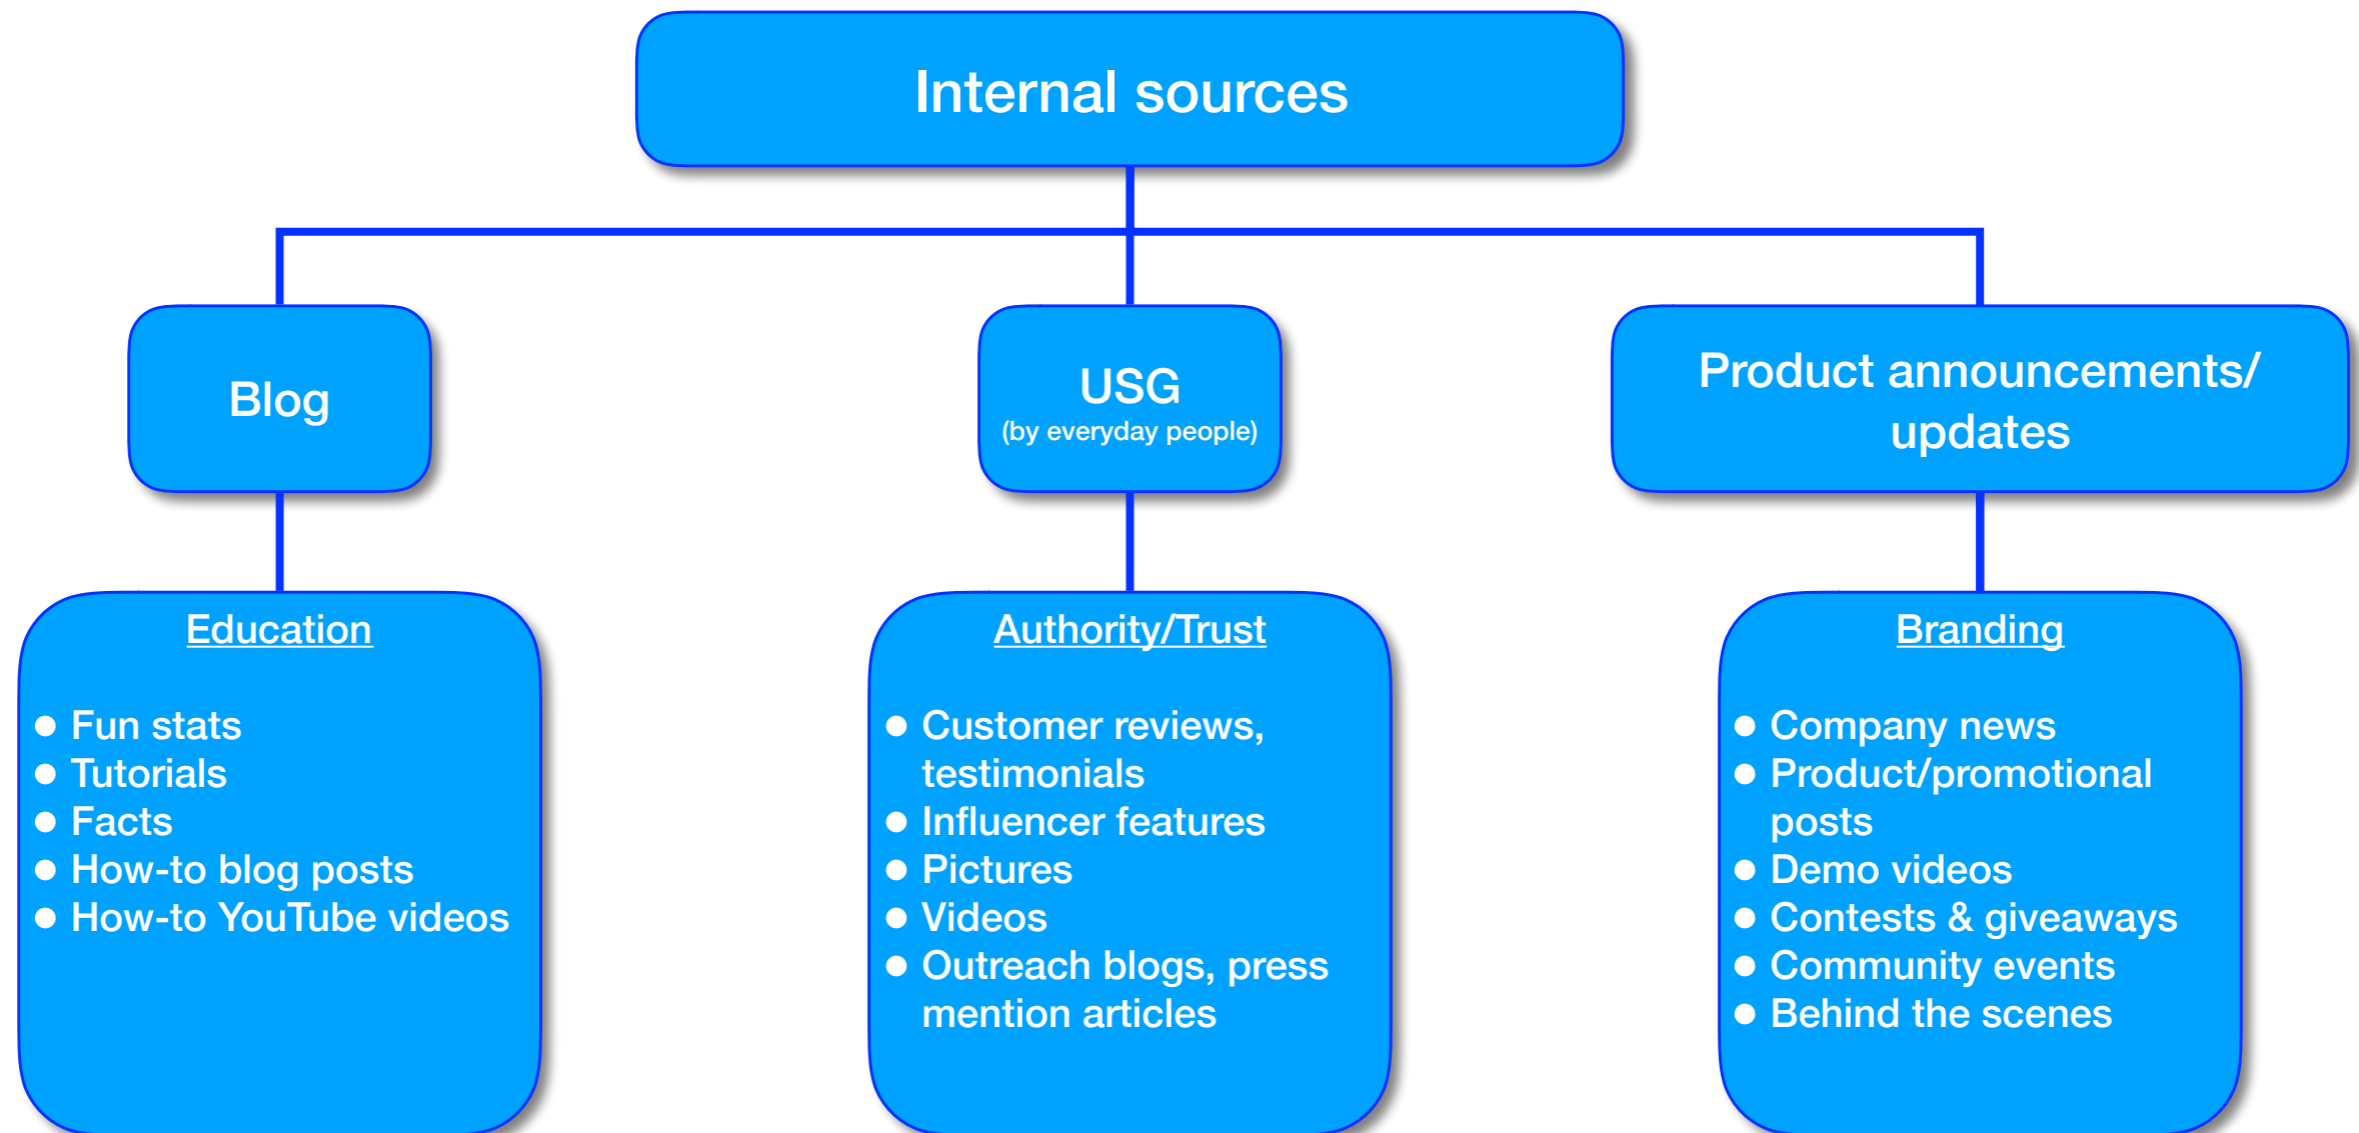 Internal sources
Blog
USG
(by everyday people)
Product announcements/
updates
Education
● Fun stats
● Tutorials
● Facts
● How-to blog posts
● How-to YouTube videos
Authority/Trust
● Customer reviews,
testimonials
● Influencer features
● Pictures
● Videos
● Outreach blogs, press
mention articles
Branding
● Company news
● Product/promotional
posts
● Demo videos
● Contests & giveaways
● Community events
● Behind the scenes